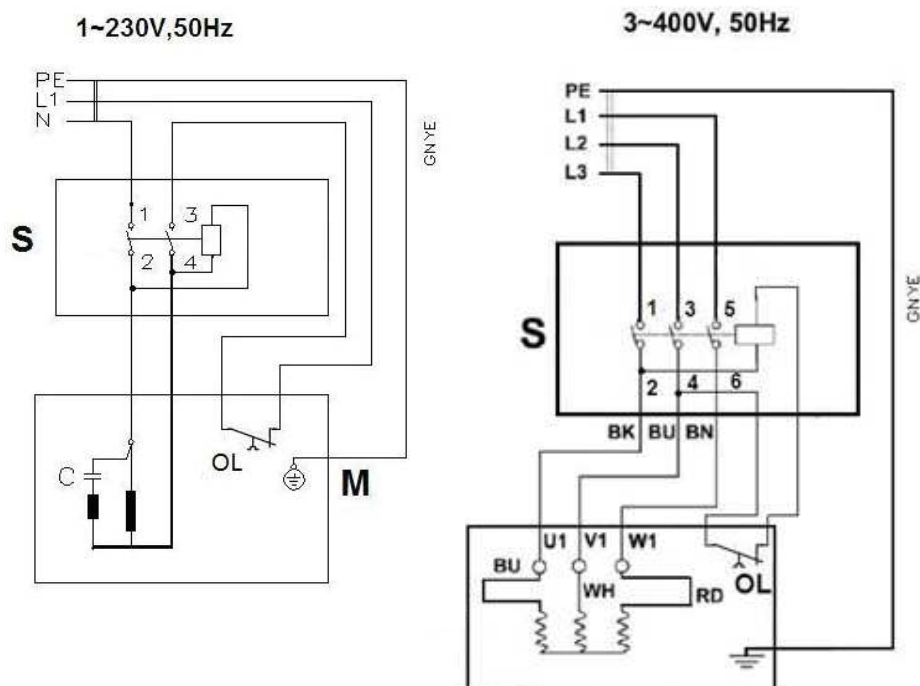 1~230V,50Hz
PE
L1
N
GNYE
S
1
3
2
4
OL
C
M
3~400V, 50Hz
PE
L1
L2
L3
GNYE
S
1
3
5
2
4
6
BK
BU
BN
U1
V1
W1
BU
WH
RD
OL